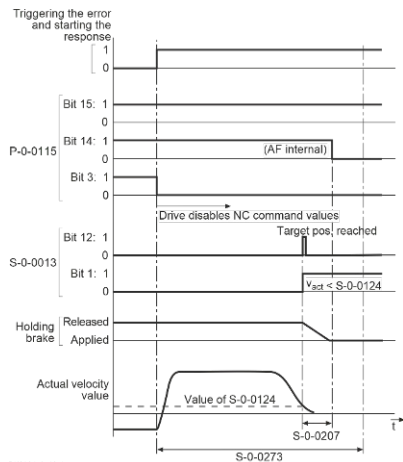 Triggering the error
and starting the
response
1
0
Bit 15: 1
0
P-0-0115
Bit 14: 1
0
(AF internal)
Bit 3: 1
0
Drive disables NC command values
Target pos. reached
S-0-0013
Bit 12: 1
0
Bit 1: 1
0
Vact < S-0-0124
Holding
brake
Released
Applied
Actual velocity
value
Value of S-0-0124
t
S-0-0207
S-0-0273